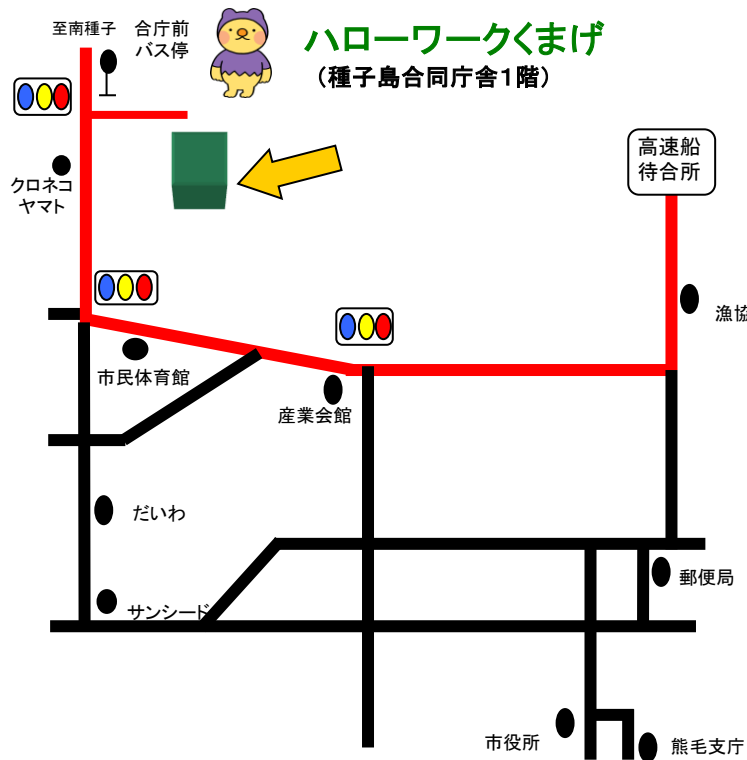 ハローワークくまげ
（種子島合同庁舎1階）
至南種子
合庁前
バス停
高速船
待合所
クロネコ
ヤマト
漁協
市民体育館
産業会館
だいわ
サンシード
郵便局
市役所
熊毛支庁